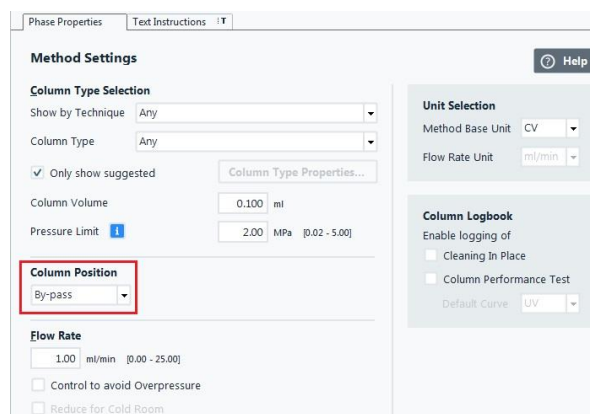 Phase Properties
Text Instructions
T
Method Settings
Help
Column Type Selection
Show by Technique Any
Column Type Any
Only show suggested Column Type Properties...
Column Volume 0.100 ml
Pressure Limit i 2.00 MPa [0.02 - 5.00]
Column Position
By-pass
Flow Rate
1.00 ml/min [0.00 - 25.00]
Control to avoid Overpressure
Reduce for Cold Room
Unit Selection
Method Base Unit CV
Flow Rate Unit ml/min
Column Logbook
Enable logging of
Cleaning In Place
Column Performance Test
Default Curve UV